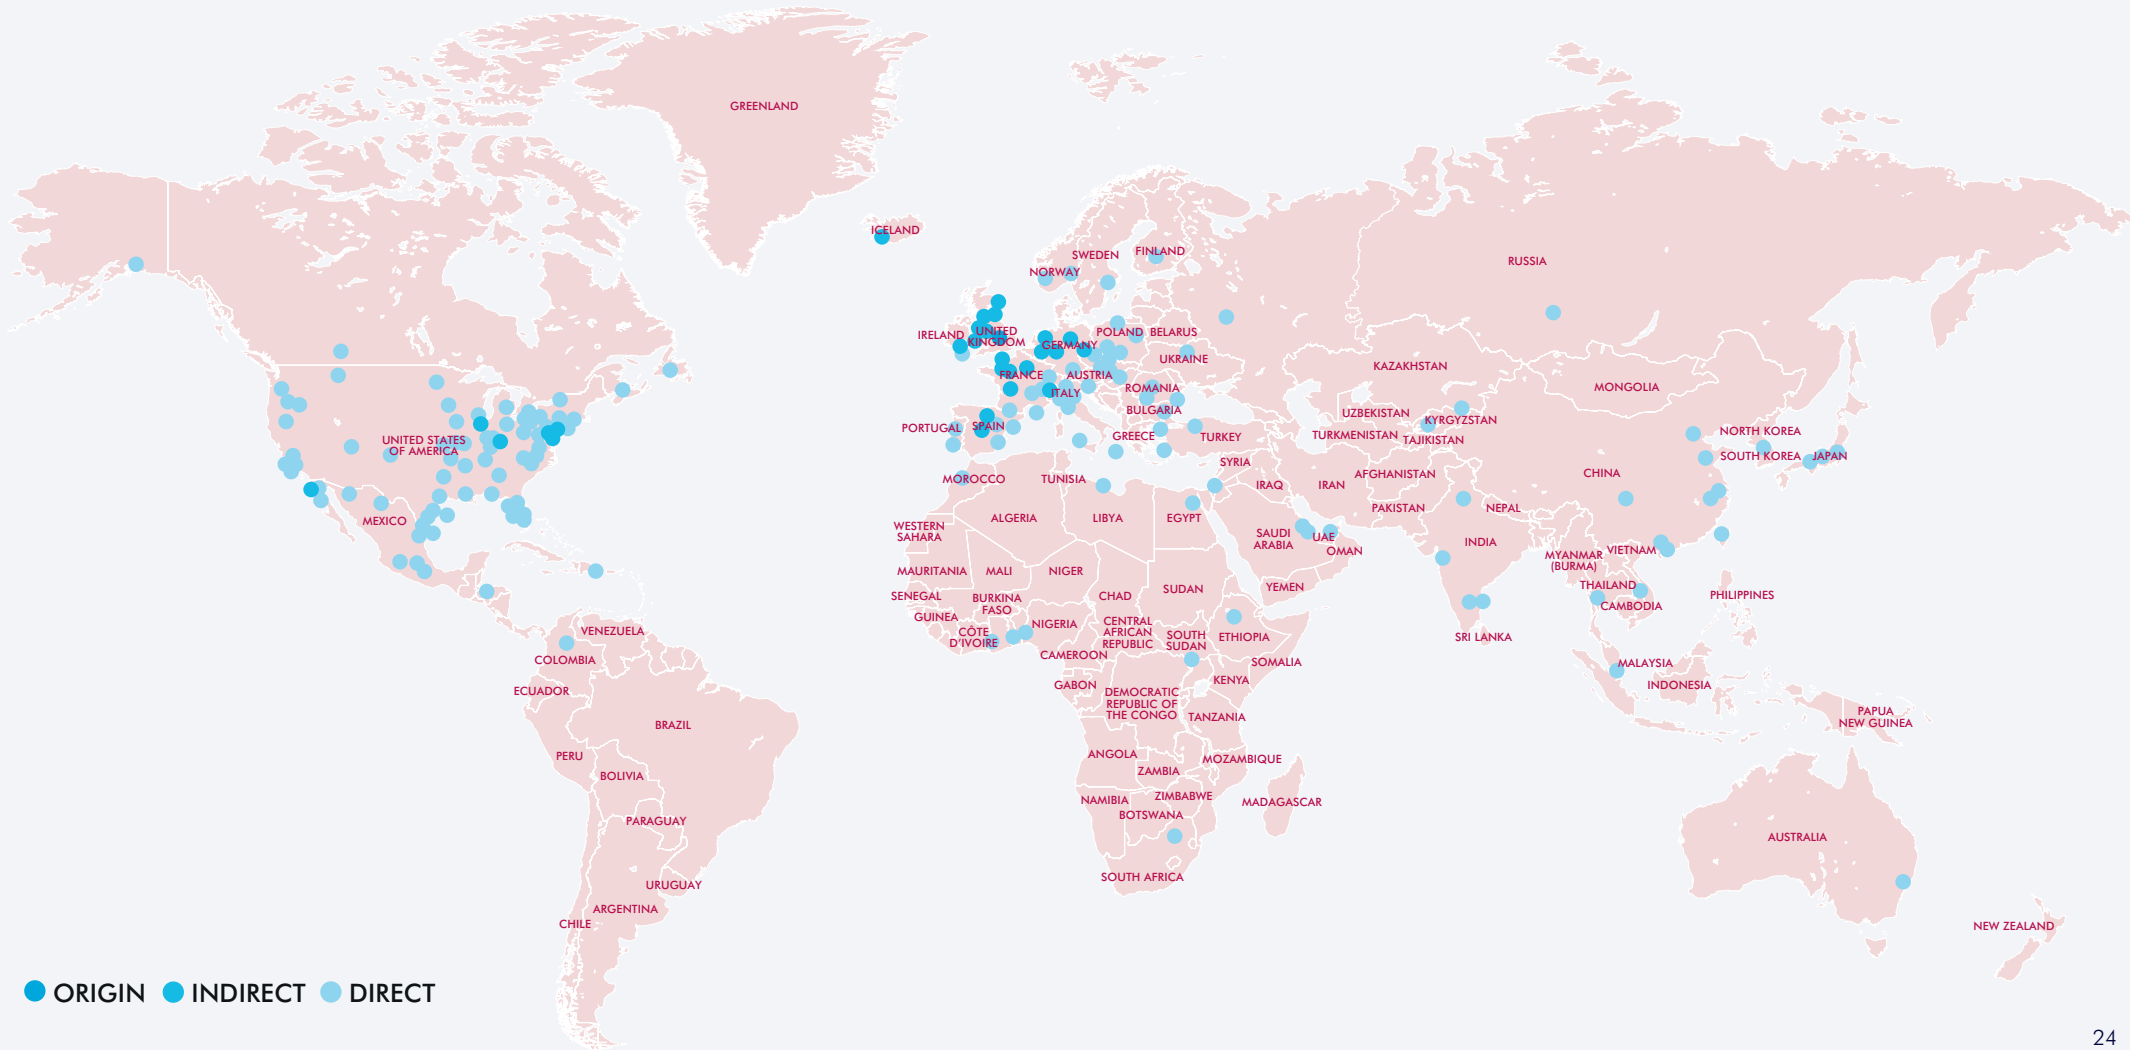 GREENLAND
ICELAND
SWEDEN
FINLAND
NORWAY
RUSSIA
IRELAND
UNITED
KINGDOM
POLAND
BELARUS
GERMANY
UKRAINE
FRANCE
AUSTRIA
KAZAKHSTAN
MONGOLIA
ITALY
ROMANIA
BULGARIA
UZBEKISTAN
KYRGYZSTAN
PORTUGAL
SPAIN
GREECE
TURKEY
TURKMENISTAN
TAJIKISTAN
NORTH KOREA
UNITED STATES
OF AMERICA
SOUTH KOREA
JAPAN
SYRIA
AFGHANISTAN
CHINA
MOROCCO
TUNISIA
IRAQ
IRAN
PAKISTAN
NEPAL
MEXICO
ALGERIA
LIBYA
EGYPT
WESTERN
SAHARA
SAUDI
ARABIA
UAE
OMAN
INDIA
MYANMAR
(BURMA)
VIETNAM
MAURITANIA
MALI
NIGER
SUDAN
YEMEN
THAILAND
SENEGAL
BURKINA
FASO
CHAD
PHILIPPINES
CAMBODIA
GUINEA
CÔTE
D'IVOIRE
NIGERIA
CENTRAL
AFRICAN
REPUBLIC
SOUTH
SUDAN
ETHIOPIA
SRI LANKA
VENEZUELA
COLOMBIA
CAMEROON
SOMALIA
MALAYSIA
ECUADOR
GABON
KENYA
INDONESIA
DEMOCRATIC
REPUBLIC OF
THE CONGO
TANZANIA
PAPUA
NEW GUINEA
BRAZIL
PERU
BOLIVIA
ANGOLA
ZAMBIA
MOZAMBIQUE
NAMIBIA
ZIMBABWE
MADAGASCAR
BOTSWANA
PARAGUAY
AUSTRALIA
SOUTH AFRICA
URUGUAY
ARGENTINA
CHILE
NEW ZEALAND
ORIGIN INDIRECT DIRECT
24